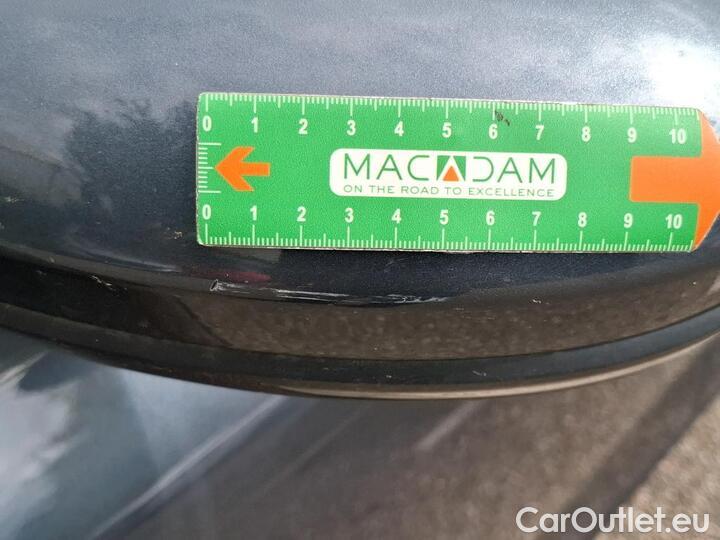 0 1 2 3 4 5 6 7 8 9 10
MACADAM
ON THE ROAD TO EXCELLENCE
0 1 2 3 4 5 6 7 8 9 10
CarOutlet.eu